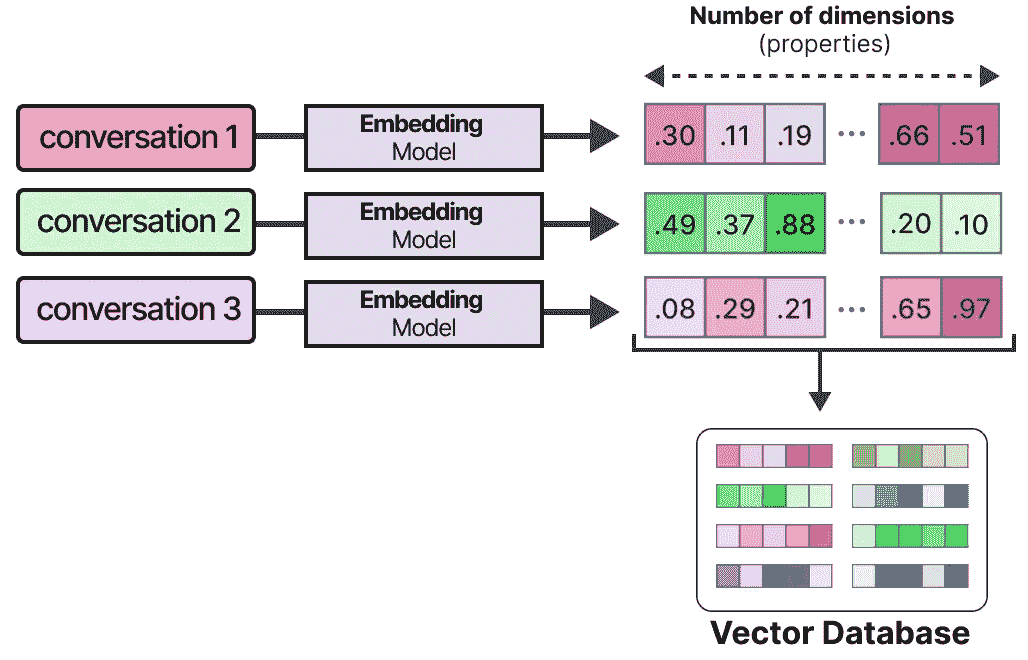 Number of dimensions
(properties)
conversation 1
Embedding
Model
.30 .11 .19 ... .66 .51
conversation 2
Embedding
Model
.49 .37 .88 ... .20 .10
conversation 3
Embedding
Model
.08 .29 .21 ... .65 .97
Vector Database